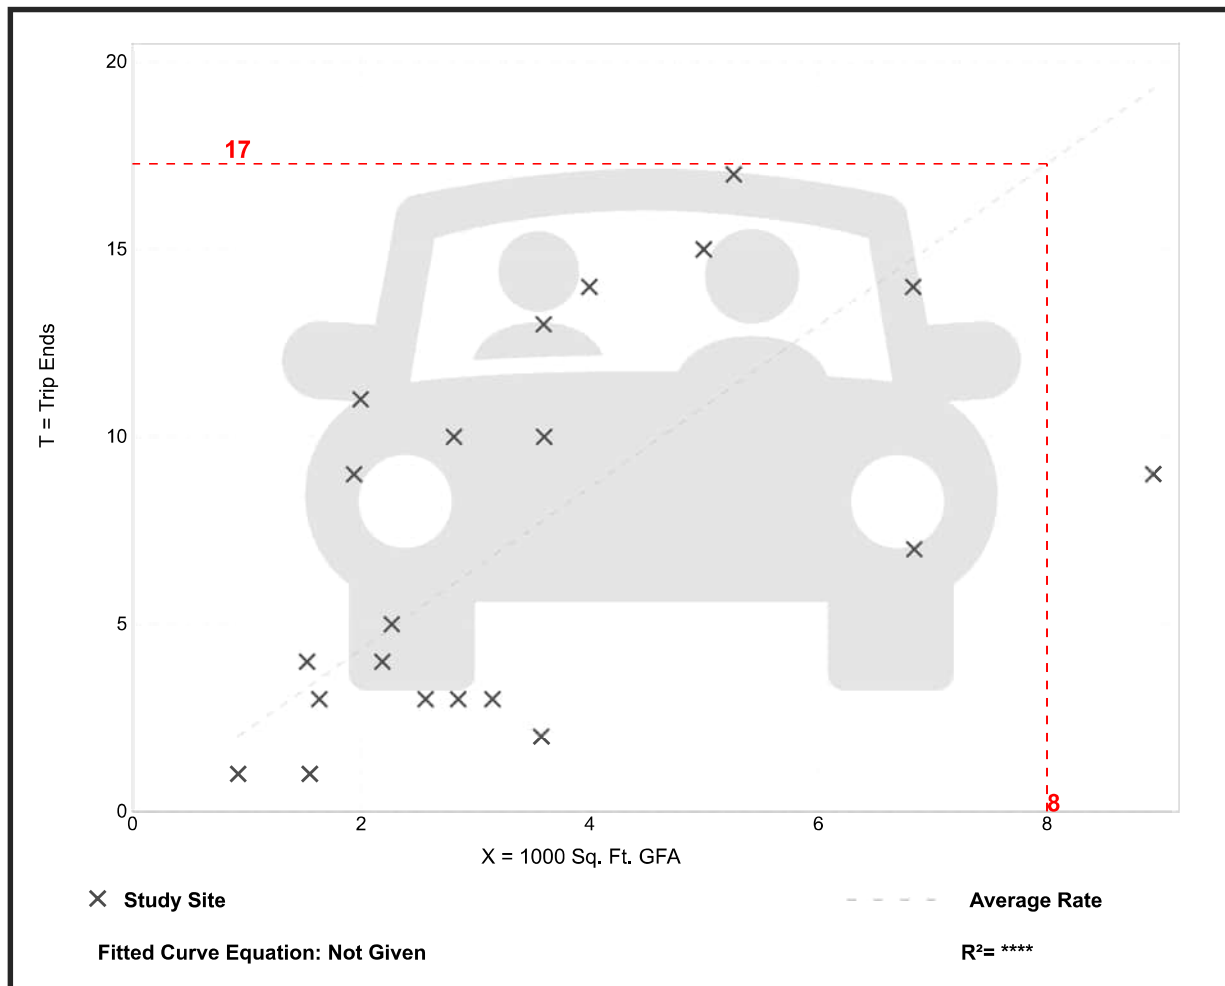 20
17
15
10
5
0
T = Trip Ends
8
0 2 4 6 8
X = 1000 Sq. Ft. GFA
Study Site Average Rate
Fitted Curve Equation: Not Given R²= ****